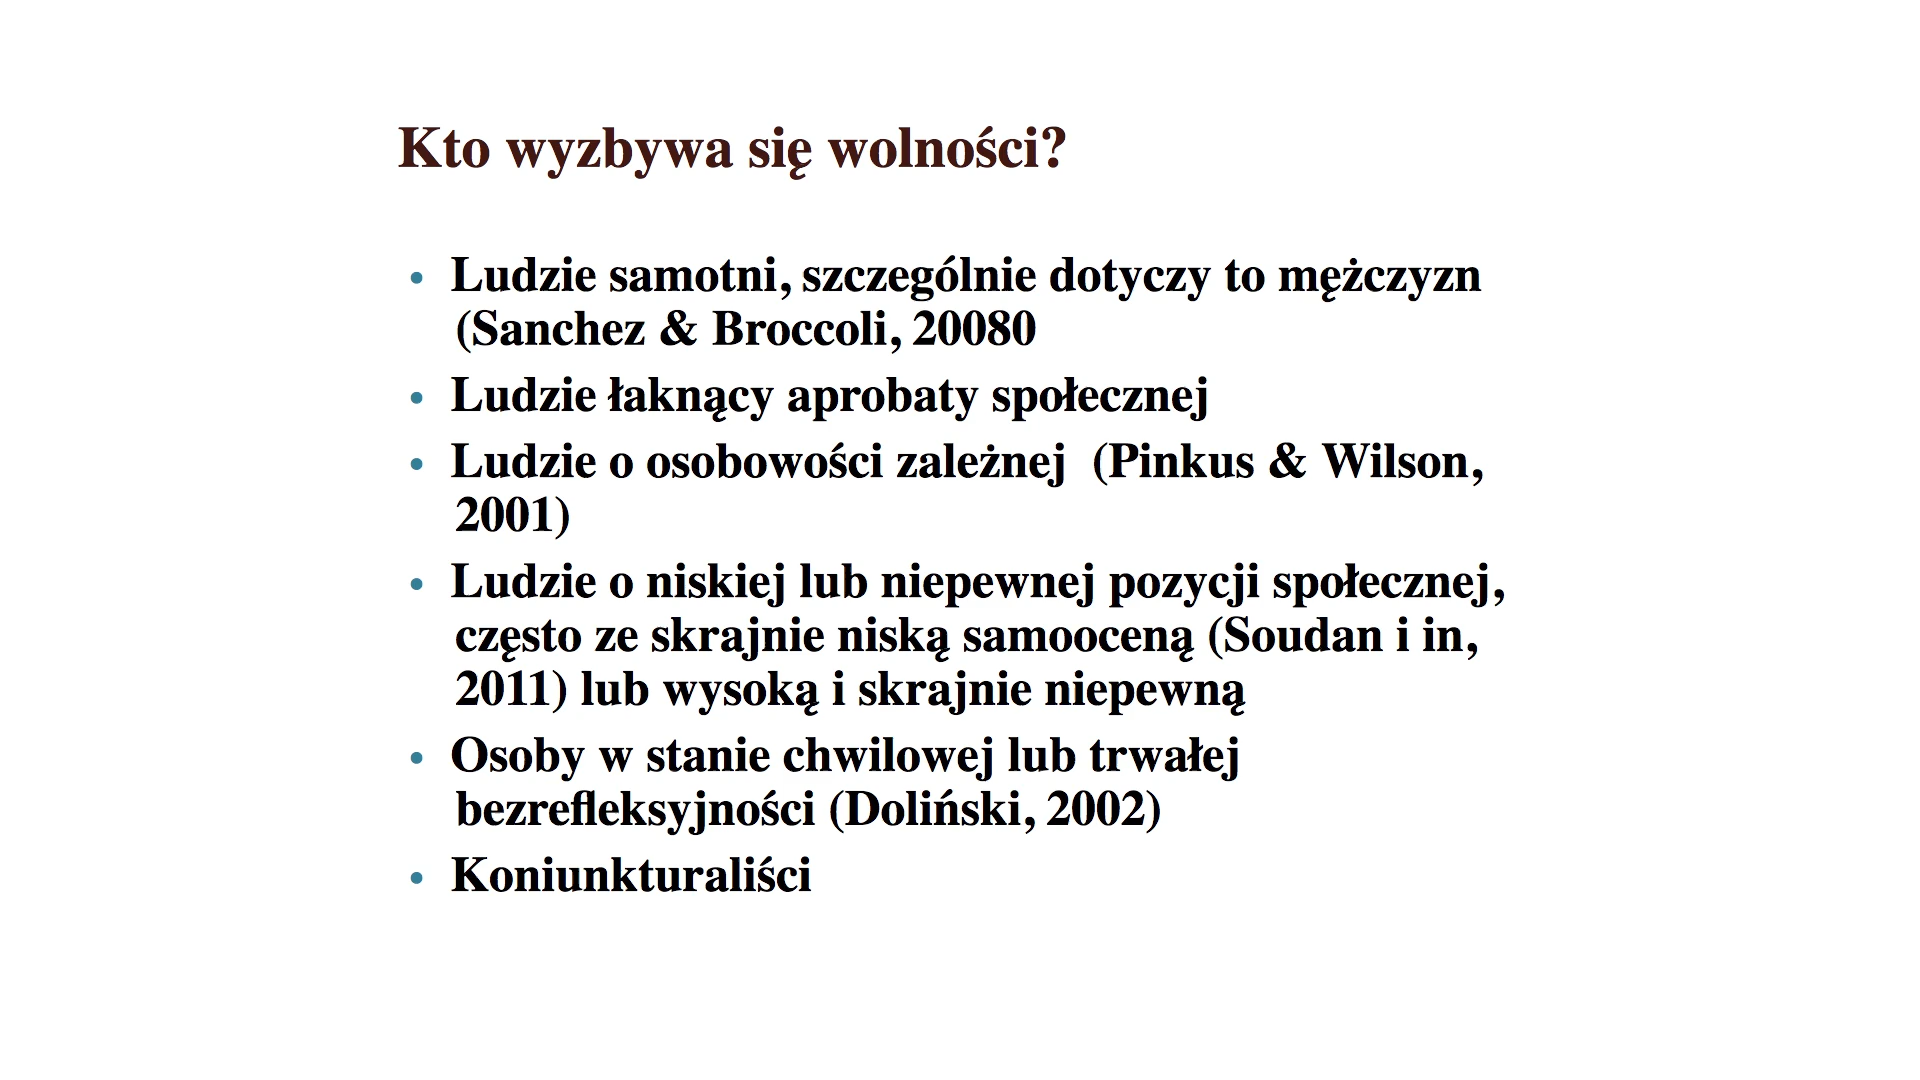 Kto wyzbywa się wolności?
• Ludzie samotni, szczególnie dotyczy to mężczyzn
(Sanchez & Broccoli, 20080
• Ludzie łaknący aprobaty społecznej
• Ludzie o osobowości zależnej  (Pinkus & Wilson,
2001)
• Ludzie o niskiej lub niepewnej pozycji społecznej,
często ze skrajnie niską samooceną (Soudan i in,
2011) lub wysoką i skrajnie niepewną
• Osoby w stanie chwilowej lub trwałej
bezrefleksyjności (Doliński, 2002)
• Koniunkturaliści